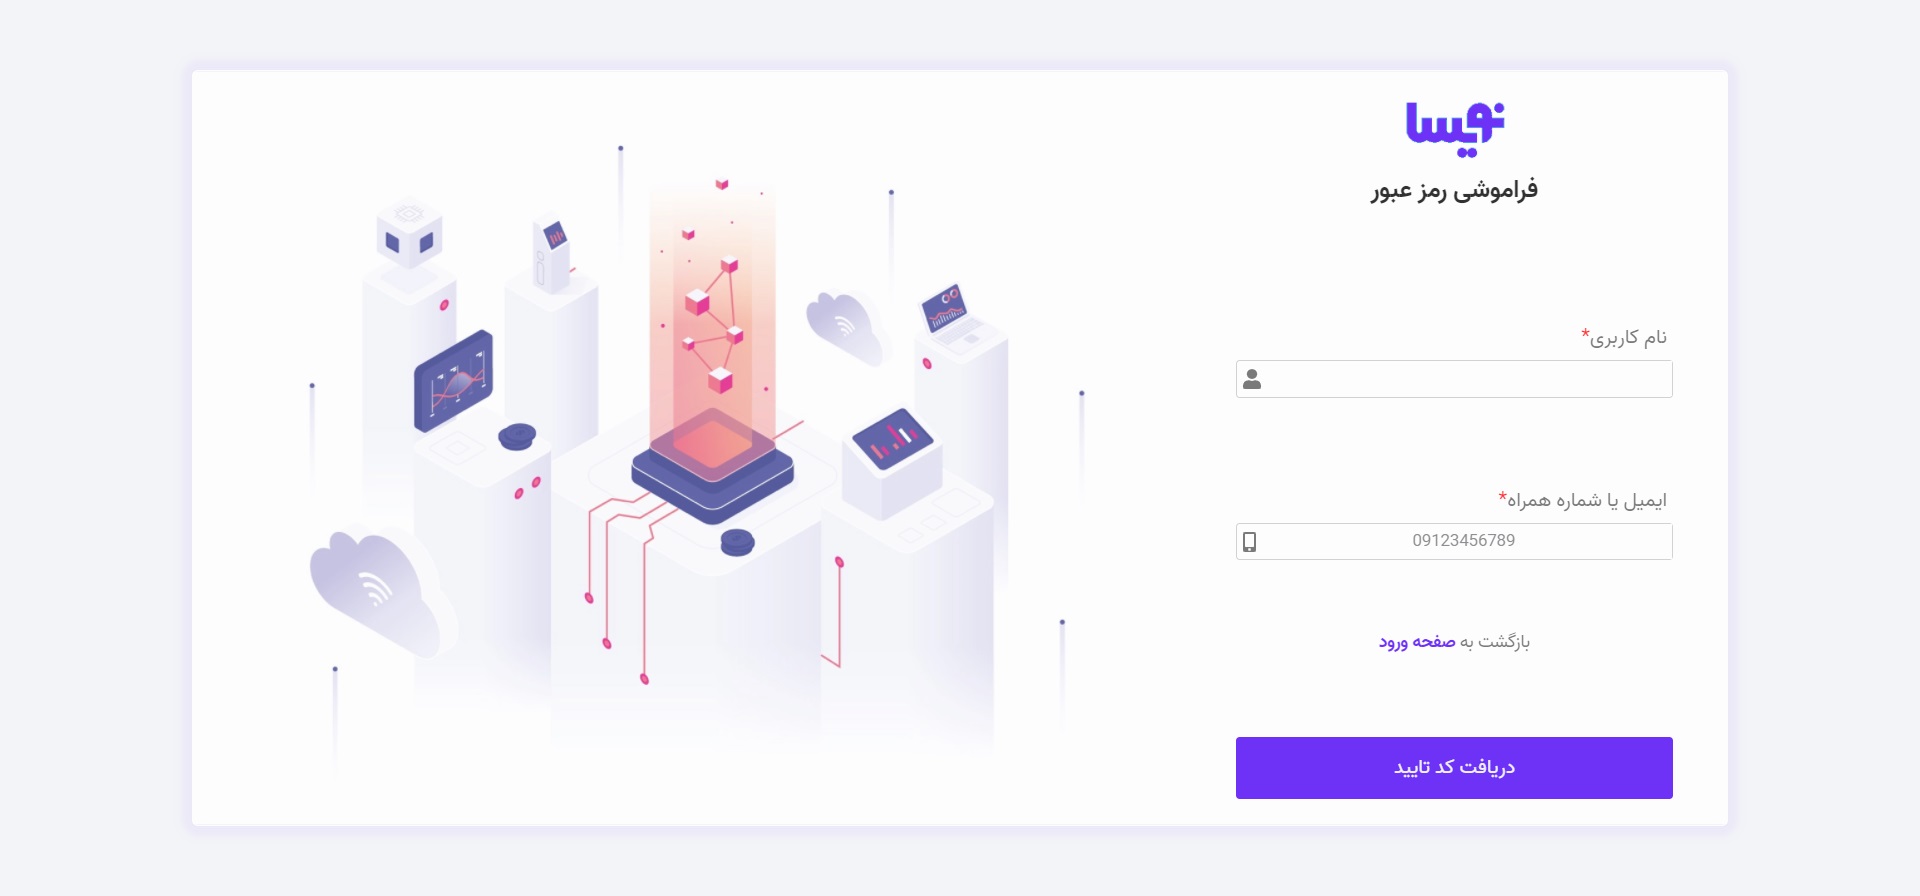 نویسا
فراموشی رمز عبور
نام کاربری*
ایمیل یا شماره همراه*
09123456789
بازگشت به صفحه ورود
دریافت کد تایید